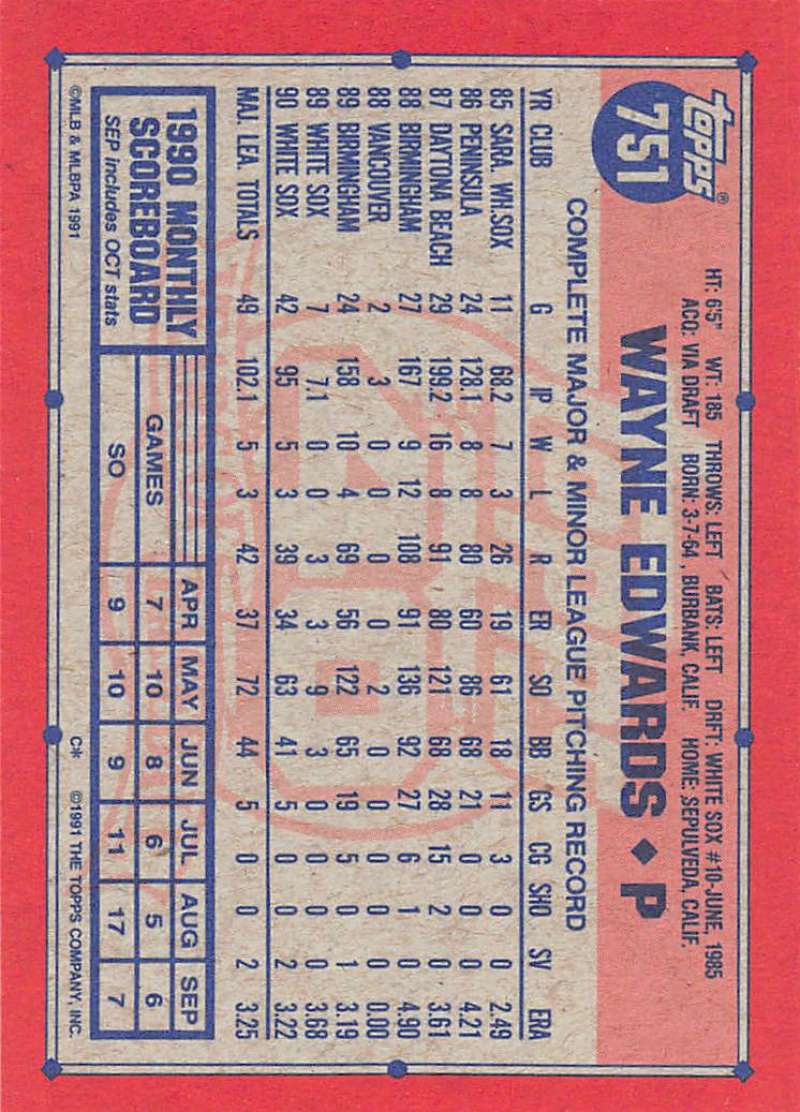 topps®
751
HT: 6'5" WT: 185 THROWS: LEFT BATS: LEFT DRFT: WHITE SOX #10-JUNE, 1985
ACQ: VIA DRAFT BORN: 3-7-64, BURBANK, CALIF. HOME: SEPULVEDA, CALIF.
WAYNE EDWARDS ♦ P
COMPLETE MAJOR & MINOR LEAGUE PITCHING RECORD
YR CLUB G IP W L R ER SO BB GS CG SHO SV ERA
85 SARA. WH.SOX 11 68.2 7 3 26 19 61 18 11 3 0 0 2.49
86 PENINSULA 24 128.1 8 8 80 60 86 68 21 0 0 0 4.21
87 DAYTONA BEACH 29 199.2 16 8 91 80 121 68 28 15 2 0 3.61
88 BIRMINGHAM 27 167 9 12 108 91 136 92 27 6 1 0 4.90
88 VANCOUVER 2 3 0 0 0 0 2 0 0 0 0 0 0.00
89 BIRMINGHAM 24 158 10 4 69 56 122 65 19 5 0 1 3.19
89 WHITE SOX 7 7.1 0 0 3 3 9 3 0 0 0 0 3.68
90 WHITE SOX 42 95 5 3 39 34 63 41 5 0 0 2 3.22
MAJ. LEA. TOTALS 49 102.1 5 3 42 37 72 44 5 0 0 2 3.25
1990 MONTHLY
SCOREBOARD
SEP includes OCT stats
APR MAY JUN JUL AUG SEP
GAMES 7 10 8 6 5 6
SO 9 10 9 11 17 7
©MLB & MLBPA 1991 C* ©1991 THE TOPPS COMPANY, INC.